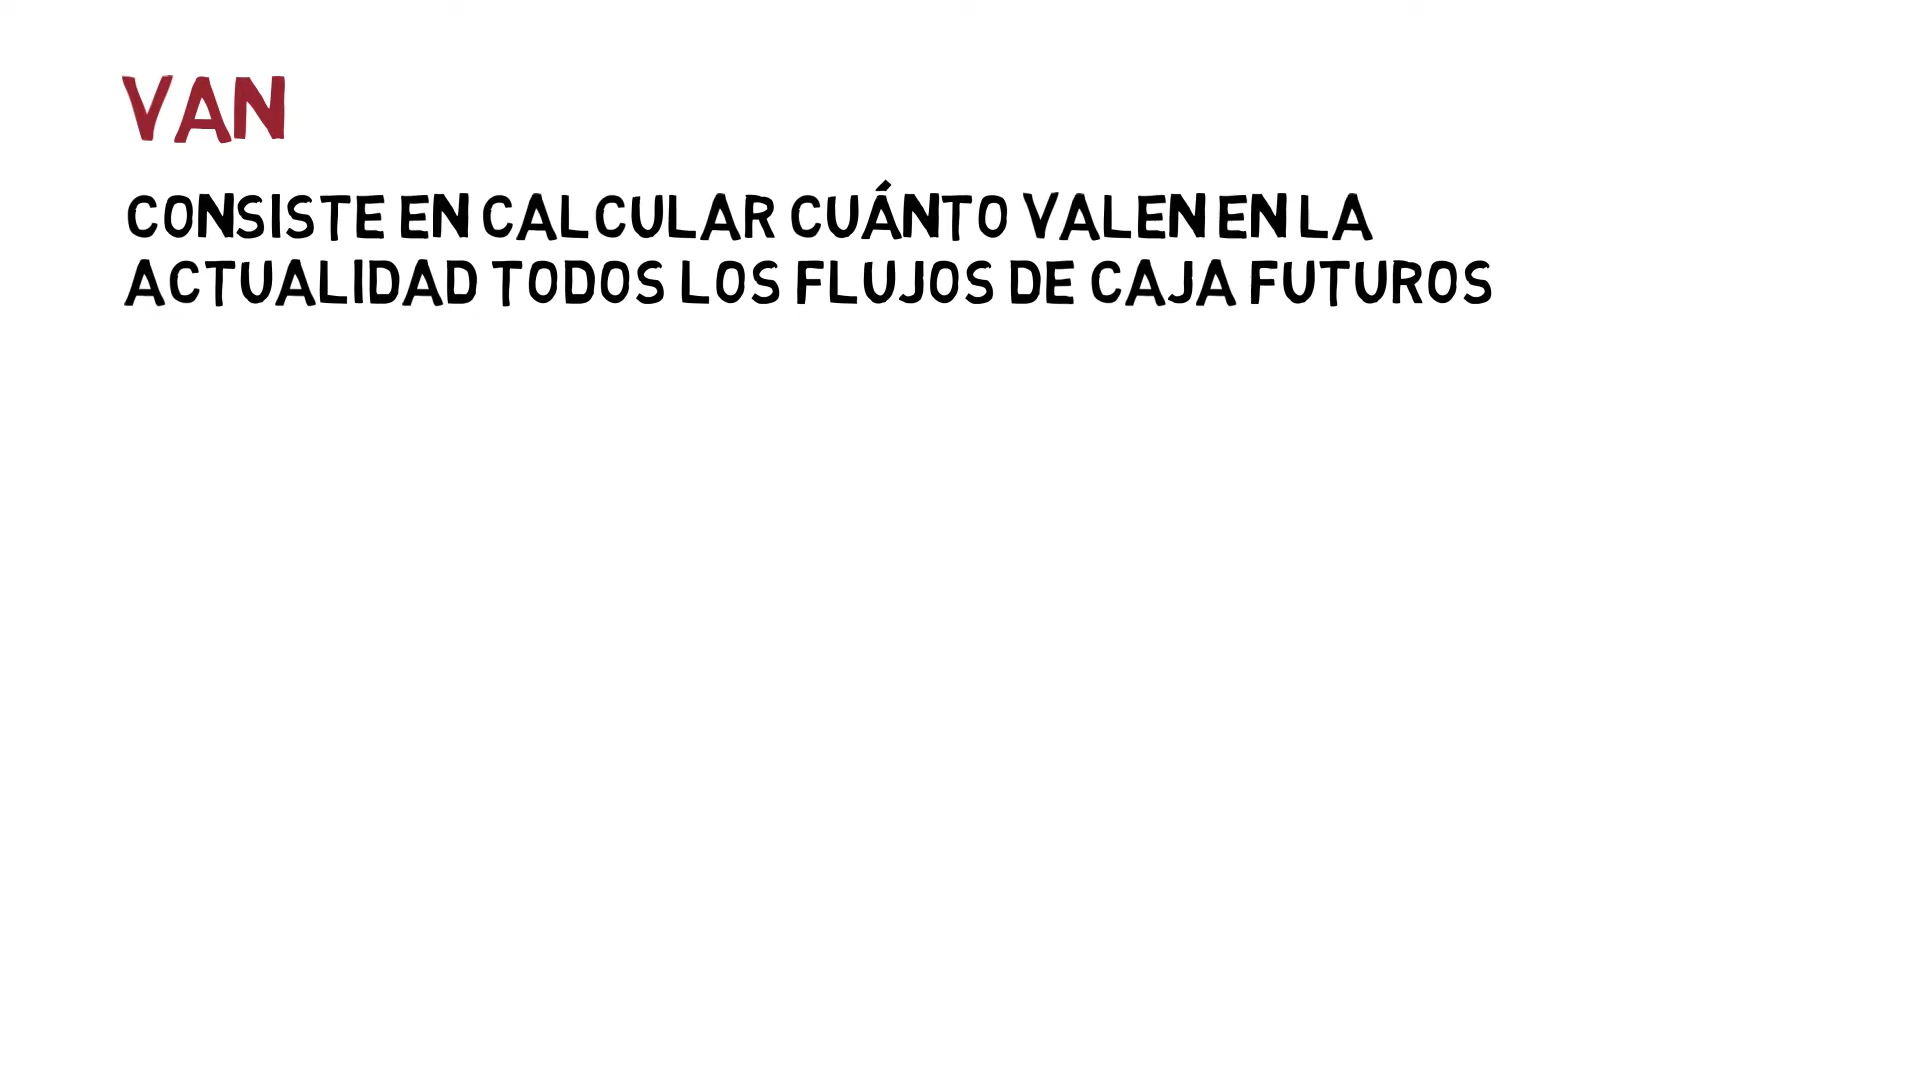 VAN
CONSISTE EN CALCULAR CUÁNTO VALEN EN LA
ACTUALIDAD TODOS LOS FLUJOS DE CAJA FUTUROS